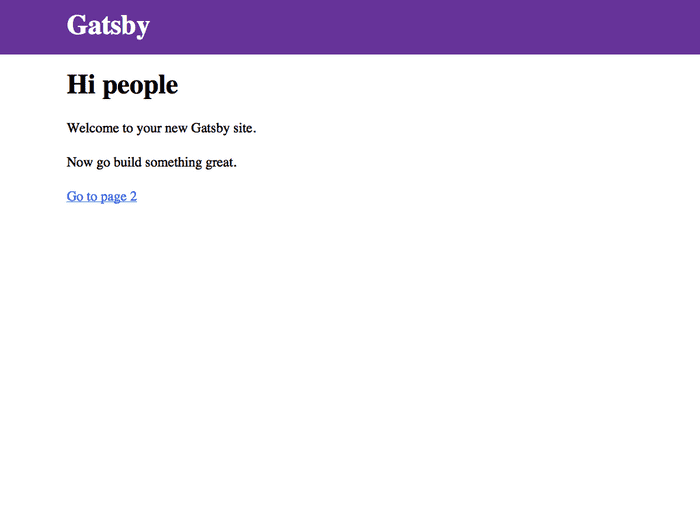 Gatsby
Hi people
Welcome to your new Gatsby site.
Now go build something great.
Go to page 2